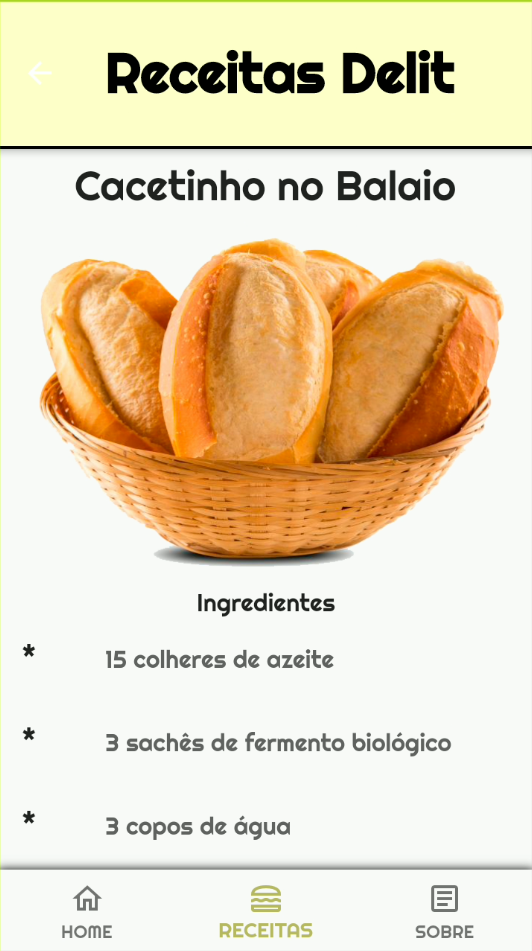 Receitas Delit
Cacetinho no Balaio
Ingredientes
* 15 colheres de azeite
* 3 sachês de fermento biológico
* 3 copos de água
HOME RECEITAS SOBRE